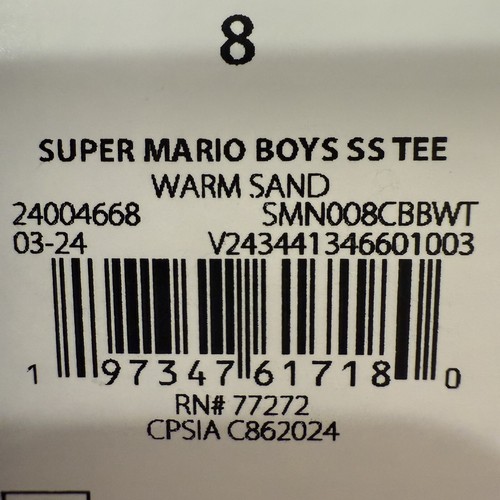 8
SUPER MARIO BOYS SS TEE
WARM SAND
24004668 SMN008CBBWT
03-24 V243441346601003
1 97347 61718 0
RN# 77272
CPSIA C862024